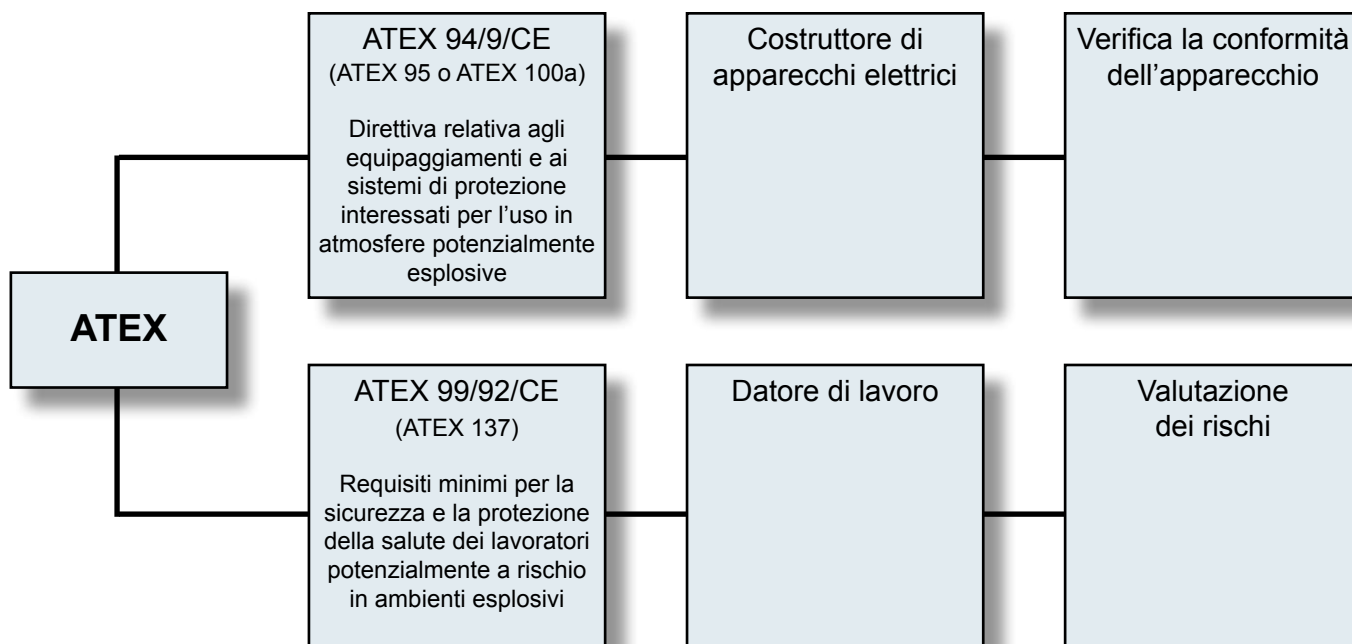 ATEX
ATEX 94/9/CE
(ATEX 95 o ATEX 100a)
Direttiva relativa agli
equipaggiamenti e ai
sistemi di protezione
interessati per l’uso in
atmosfere potenzialmente
esplosive
Costruttore di
apparecchi elettrici
Verifica la conformità
dell’apparecchio
ATEX 99/92/CE
(ATEX 137)
Requisiti minimi per la
sicurezza e la protezione
della salute dei lavoratori
potenzialmente a rischio
in ambienti esplosivi
Datore di lavoro
Valutazione
dei rischi